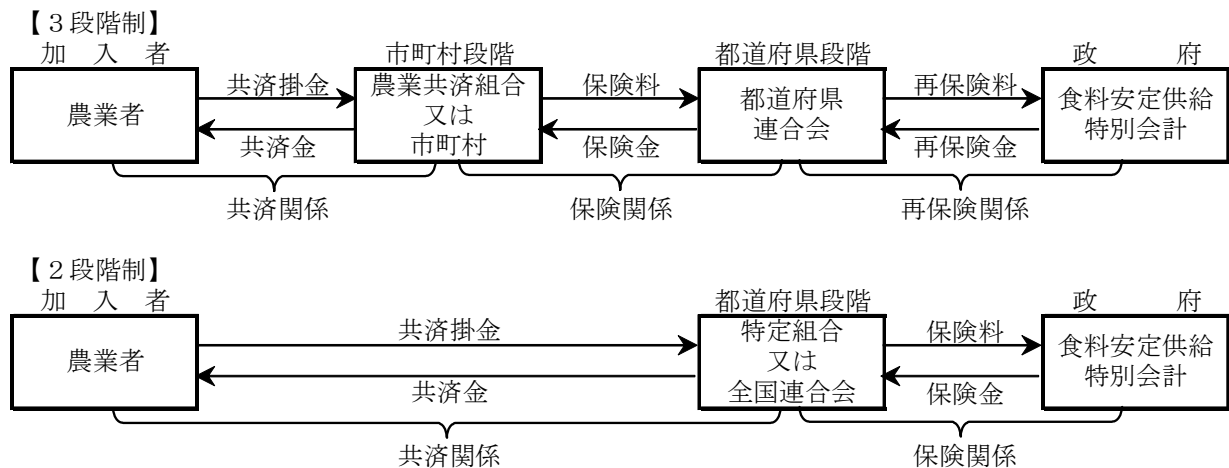 【３段階制】
加　入　者
市町村段階
都道府県段階
政　　　府
農業者
共済掛金
共済金
農業共済組合
又は
市町村
保険料
保険金
都道府県
連合会
再保険料
再保険金
食料安定供給
特別会計
共済関係
保険関係
再保険関係
【２段階制】
加　入　者
都道府県段階
政　　　府
農業者
共済掛金
共済金
特定組合
又は
全国連合会
保険料
保険金
食料安定供給
特別会計
共済関係
保険関係